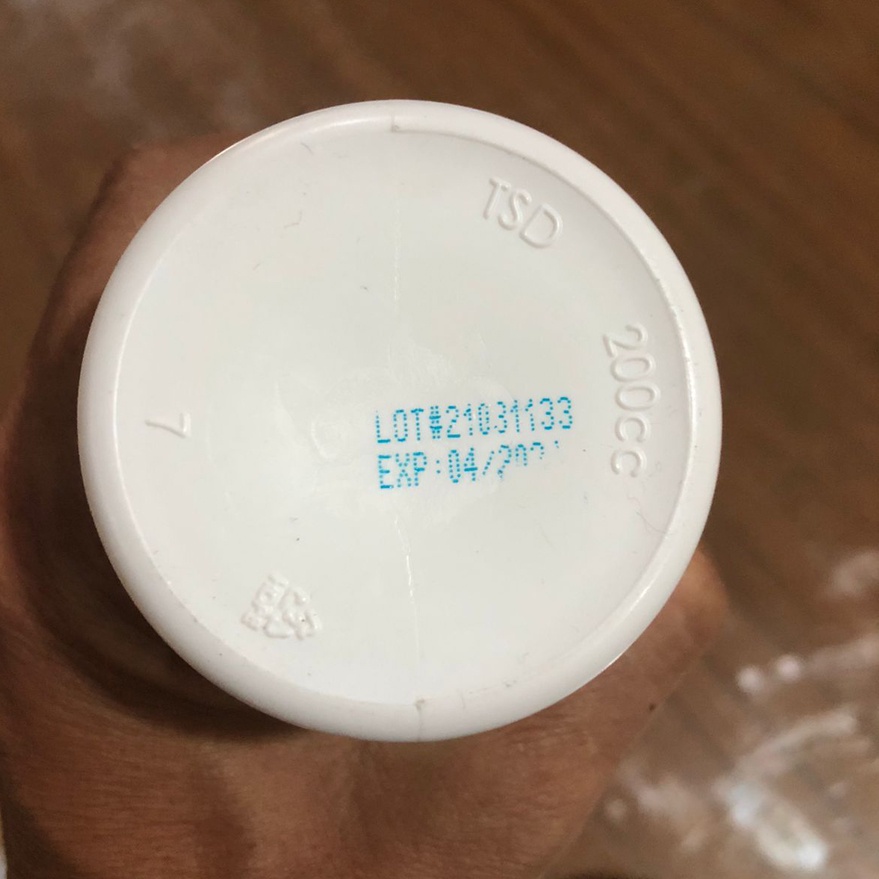 TSD
200cc
LOT#21031133
EXP:04/
7